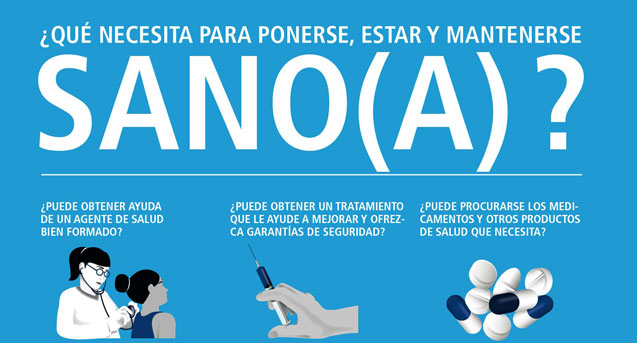 ¿QUÉ NECESITA PARA PONERSE, ESTAR Y MANTENERSE
SANO(A) ?
¿PUEDE OBTENER AYUDA
DE UN AGENTE DE SALUD
BIEN FORMADO?
¿PUEDE OBTENER UN TRATAMIENTO
QUE LE AYUDE A MEJORAR Y OFREZ-
CA GARANTÍAS DE SEGURIDAD?
¿PUEDE PROCURARSE LOS MEDI-
CAMENTOS Y OTROS PRODUCTOS
DE SALUD QUE NECESITA?